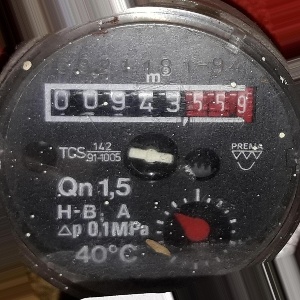 m³
00943559
TCS 142/91-1005
PREMA
Qn 1,5
H-B, A
Δp 0,1MPa
40°C